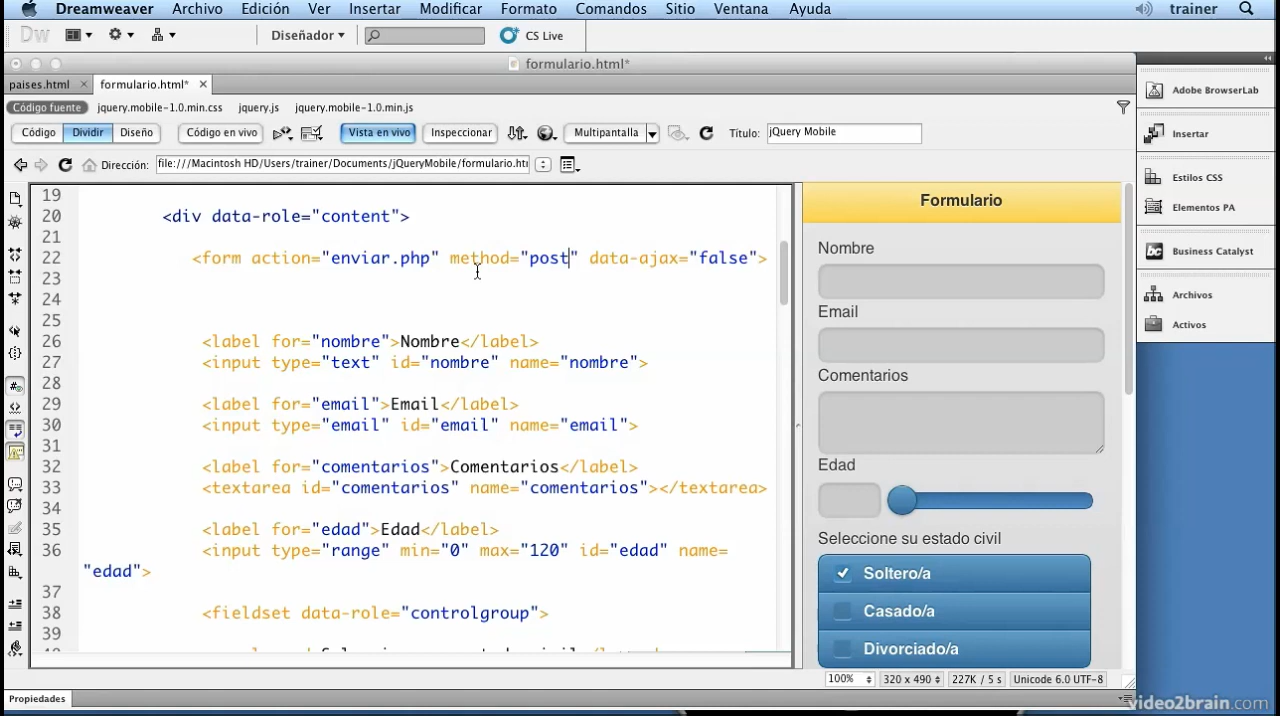 Dreamweaver Archivo Edición Ver Insertar Modificar Formato Comandos Sitio Ventana Ayuda trainer
Dw Diseñador CS Live
formulario.html*
paises.html formulario.html*
Código fuente jquery.mobile-1.0.min.css jquery.js jquery.mobile-1.0.min.js
Código Dividir Diseño Código en vivo Vista en vivo Inspeccionar Multipantalla Título: jQuery Mobile
Dirección: file:///Macintosh HD/Users/trainer/Documents/jQueryMobile/formulario.htm
19
20 <div data-role="content">
21
22 <form action="enviar.php" method="post" data-ajax="false">
23
24
25
26 <label for="nombre">Nombre</label>
27 <input type="text" id="nombre" name="nombre">
28
29 <label for="email">Email</label>
30 <input type="email" id="email" name="email">
31
32 <label for="comentarios">Comentarios</label>
33 <textarea id="comentarios" name="comentarios"></textarea>
34
35 <label for="edad">Edad</label>
36 <input type="range" min="0" max="120" id="edad" name=
"edad">
37
38 <fieldset data-role="controlgroup">
39
Formulario
Nombre
Email
Comentarios
Edad
Seleccione su estado civil
Soltero/a
Casado/a
Divorciado/a
100% 320 x 490 227K / 5 s Unicode 6.0 UTF-8
Propiedades
Adobe BrowserLab
Insertar
Estilos CSS
Elementos PA
Business Catalyst
Archivos
Activos
video2brain.com